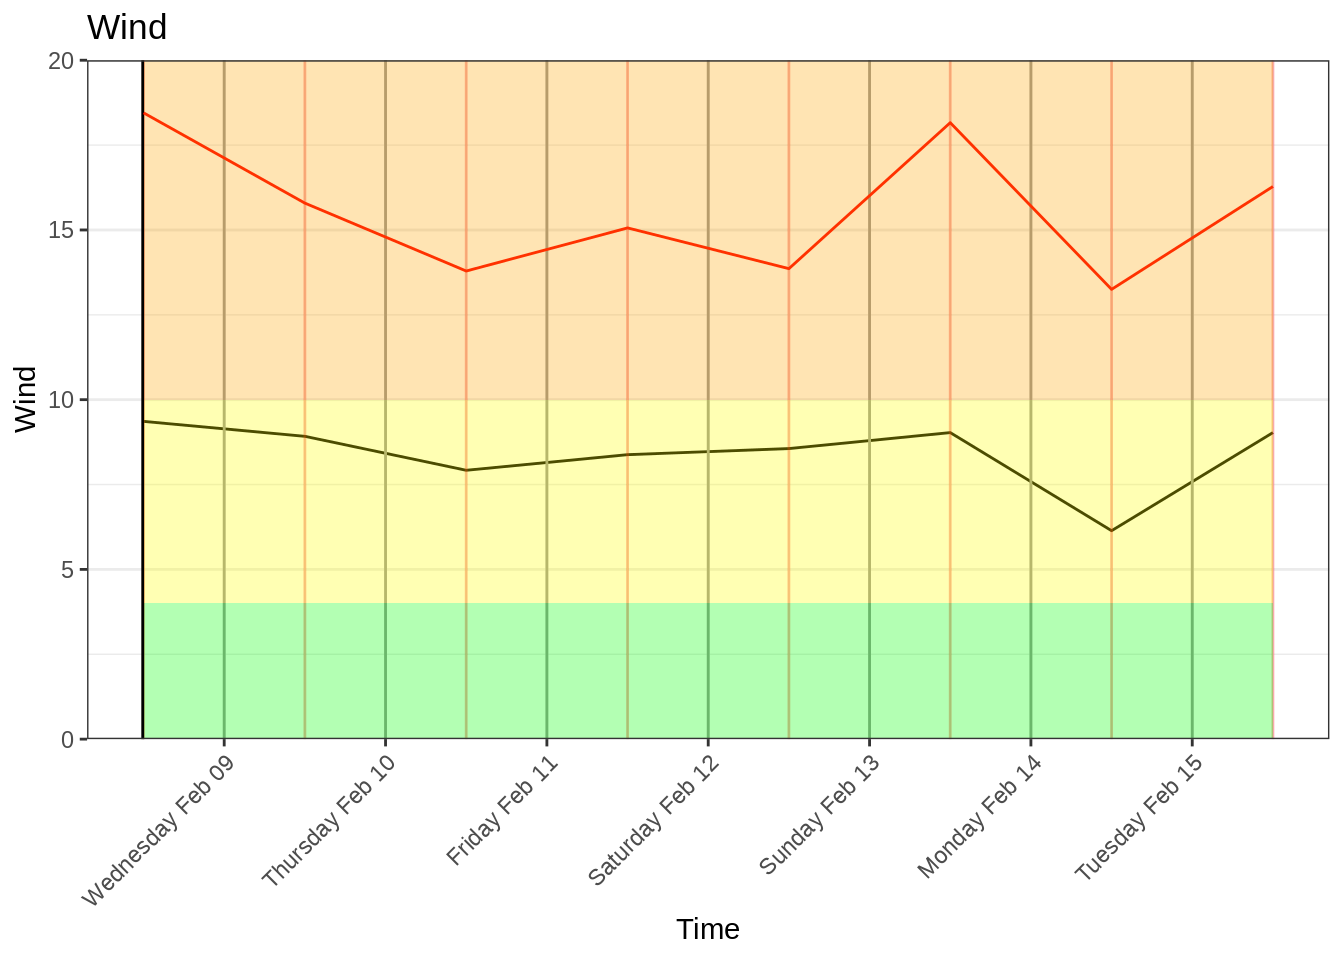 Wind
20
15
10
5
0
Wind
Wednesday Feb 09
Thursday Feb 10
Friday Feb 11
Saturday Feb 12
Sunday Feb 13
Monday Feb 14
Tuesday Feb 15
Time